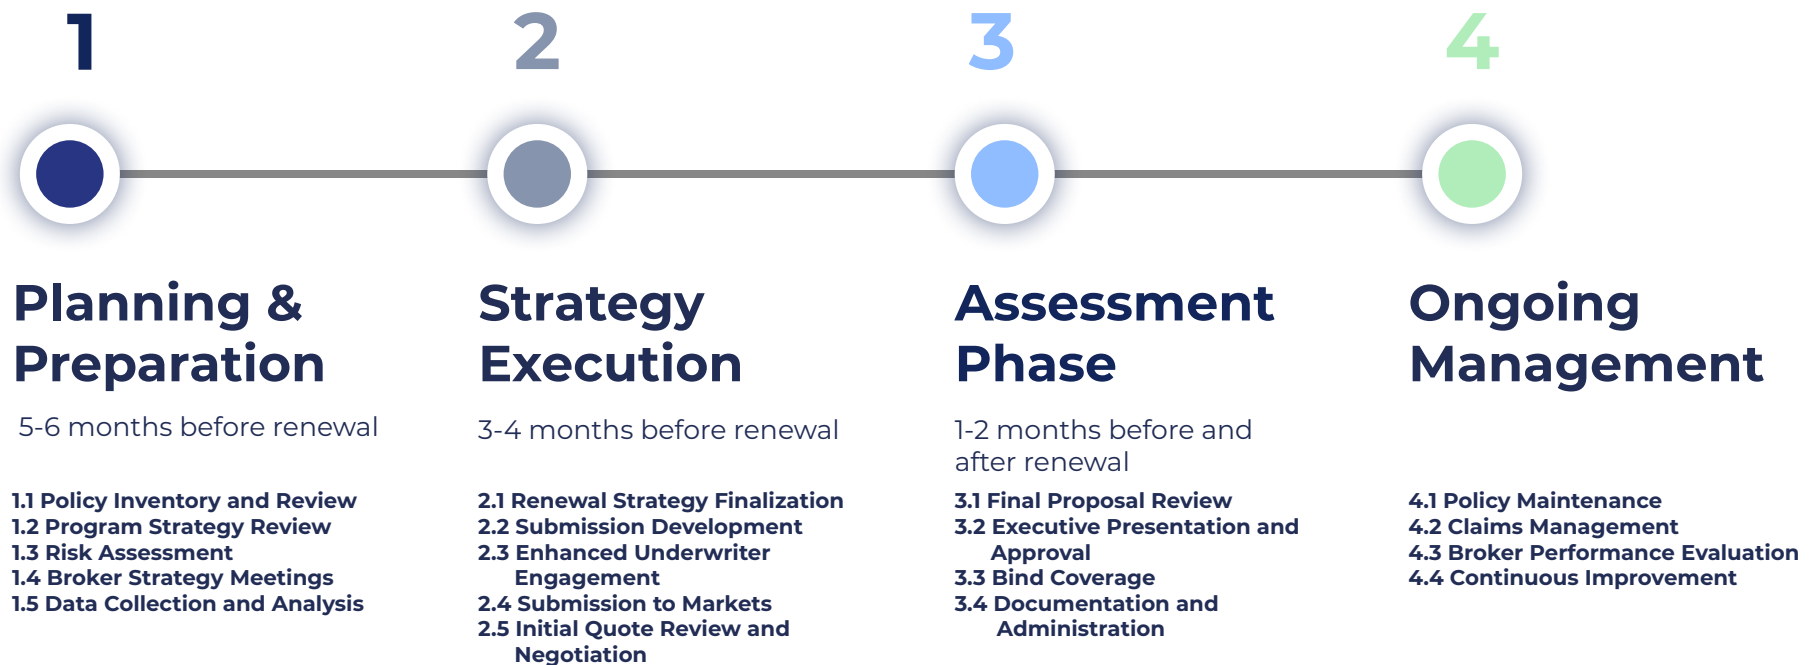 1
2
3
4
Planning &
Preparation
5-6 months before renewal
1.1 Policy Inventory and Review
1.2 Program Strategy Review
1.3 Risk Assessment
1.4 Broker Strategy Meetings
1.5 Data Collection and Analysis
Strategy
Execution
3-4 months before renewal
2.1 Renewal Strategy Finalization
2.2 Submission Development
2.3 Enhanced Underwriter
Engagement
2.4 Submission to Markets
2.5 Initial Quote Review and
Negotiation
Assessment
Phase
1-2 months before and
after renewal
3.1 Final Proposal Review
3.2 Executive Presentation and
Approval
3.3 Bind Coverage
3.4 Documentation and
Administration
Ongoing
Management
4.1 Policy Maintenance
4.2 Claims Management
4.3 Broker Performance Evaluation
4.4 Continuous Improvement